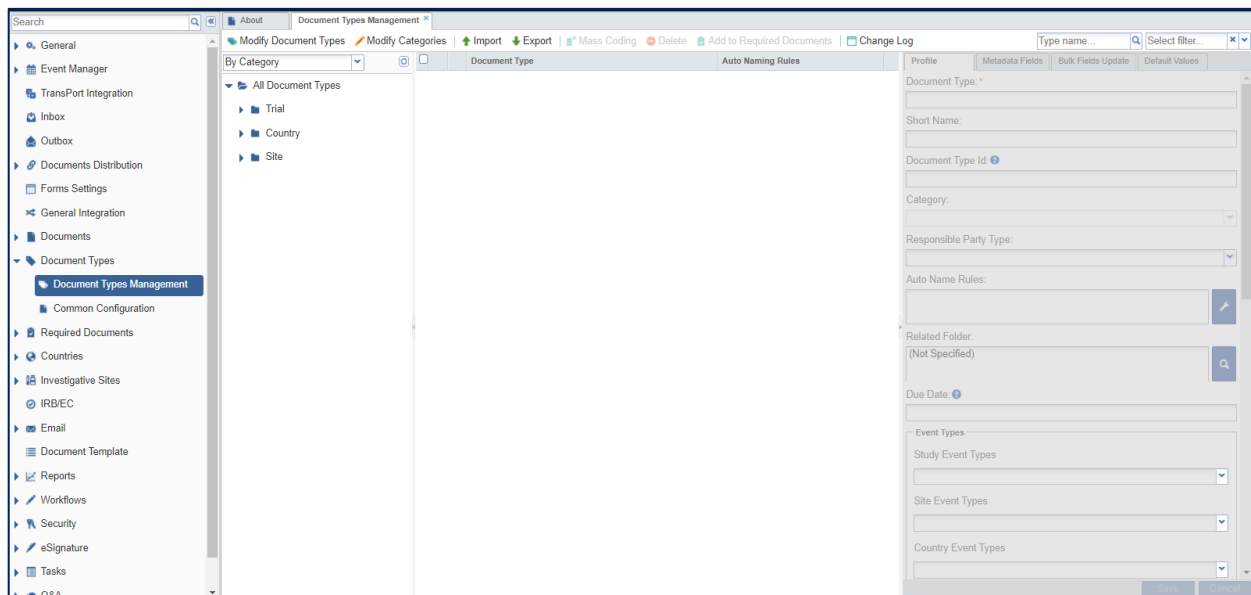 Search
General
Event Manager
TransPort Integration
Inbox
Outbox
Documents Distribution
Forms Settings
General Integration
Documents
Document Types
Document Types Management
Common Configuration
Required Documents
Countries
Investigative Sites
IRB/EC
Email
Document Template
Reports
Workflows
Security
eSignature
Tasks
Q&A
About
Document Types Management
Modify Document Types Modify Categories Import Export Mass Coding Delete Add to Required Documents Change Log Type name... Select filter...
By Category
All Document Types
Trial
Country
Site
Document Type Auto Naming Rules
Profile Metadata Fields Bulk Fields Update Default Values
Document Type:*
Short Name:
Document Type Id:
Category:
Responsible Party Type:
Auto Name Rules:
Related Folder:
(Not Specified)
Due Date:
Event Types
Study Event Types
Site Event Types
Country Event Types
Save Cancel